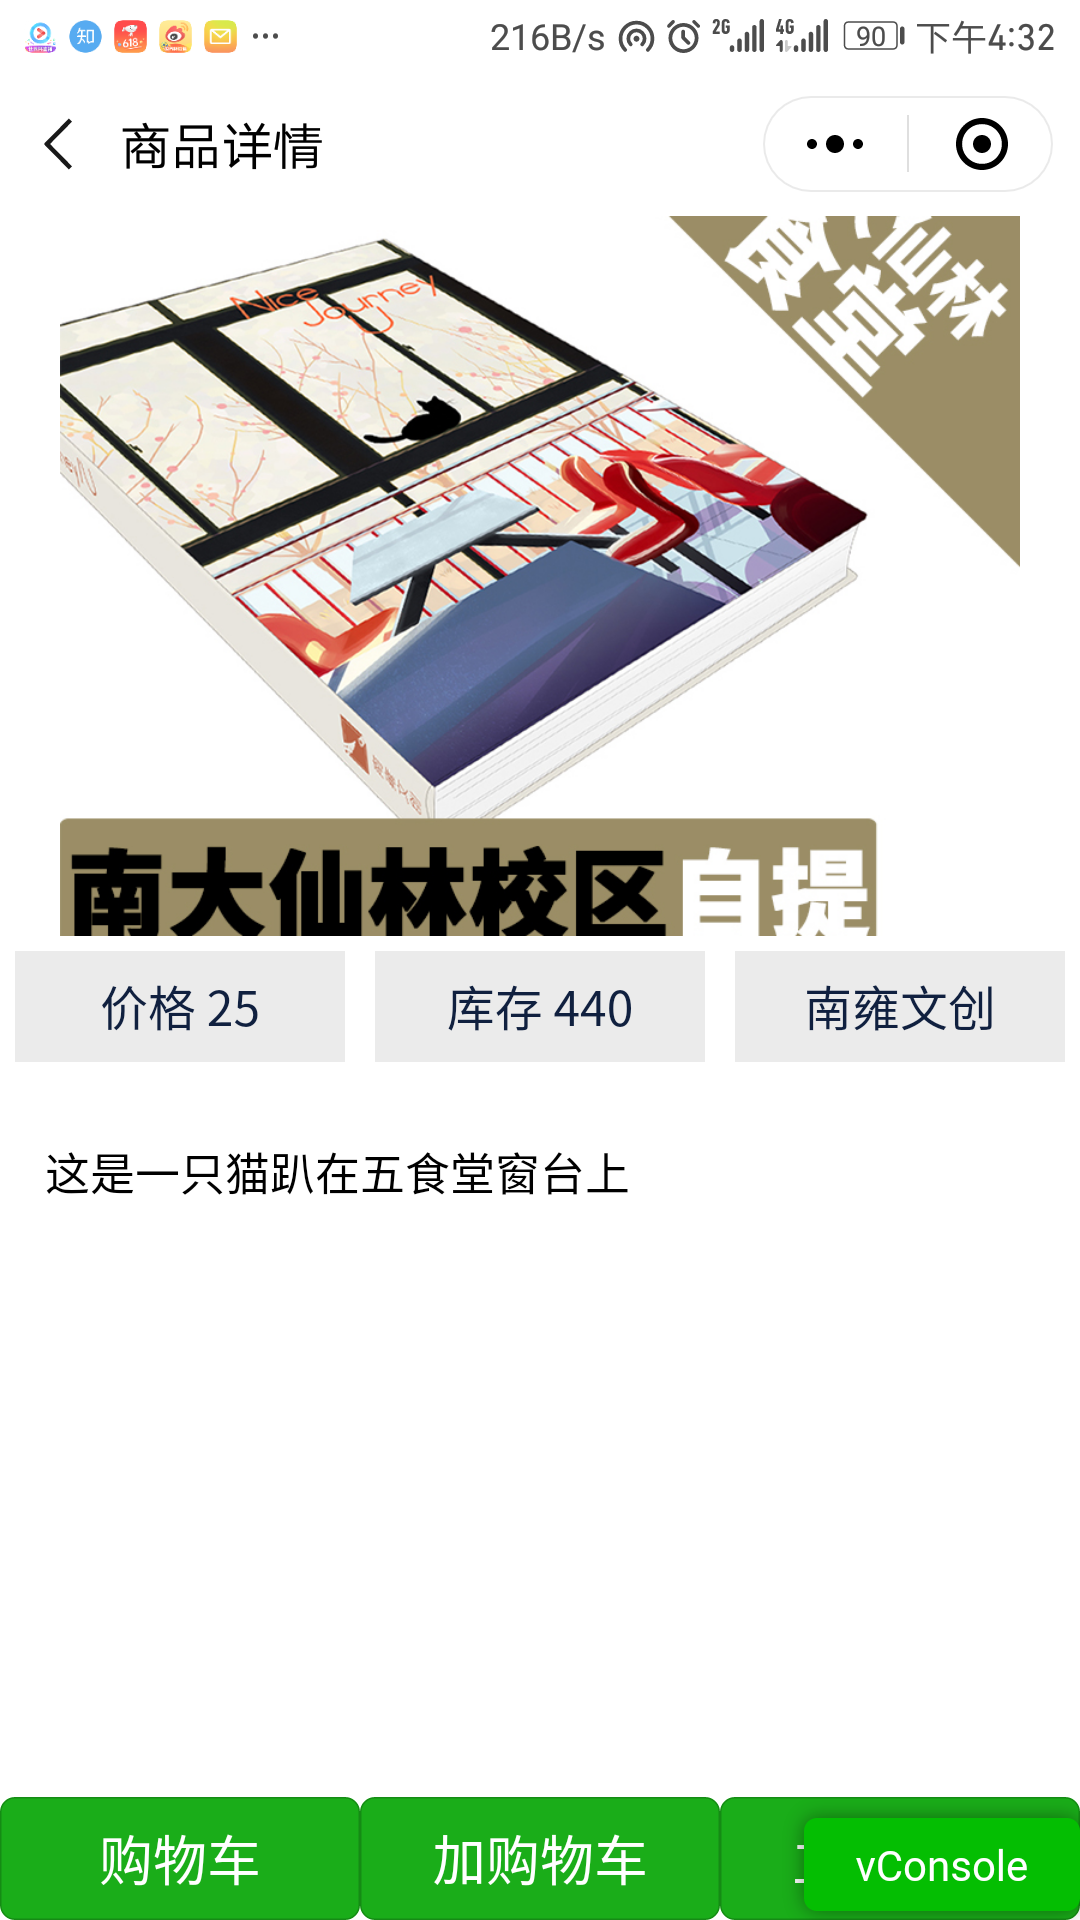 知
618
216B/s
2G
4G
90
下午4:32
商品详情
仙林
食堂
Nice
Journey
南大仙林校区自提
价格 25
库存 440
南雍文创
这是一只猫趴在五食堂窗台上
购物车
加购物车
vConsole